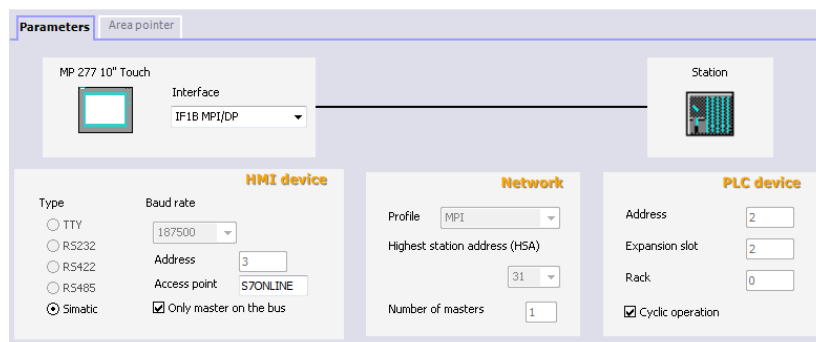 Parameters Area pointer
MP 277 10" Touch
Interface
IF1B MPI/DP
Station
HMI device
Type
Baud rate
TTY
187500
RS232
RS422
Address 3
RS485
Access point S7ONLINE
Simatic
Only master on the bus
Network
Profile MPI
Highest station address (HSA)
31
Number of masters 1
PLC device
Address 2
Expansion slot 2
Rack 0
Cyclic operation